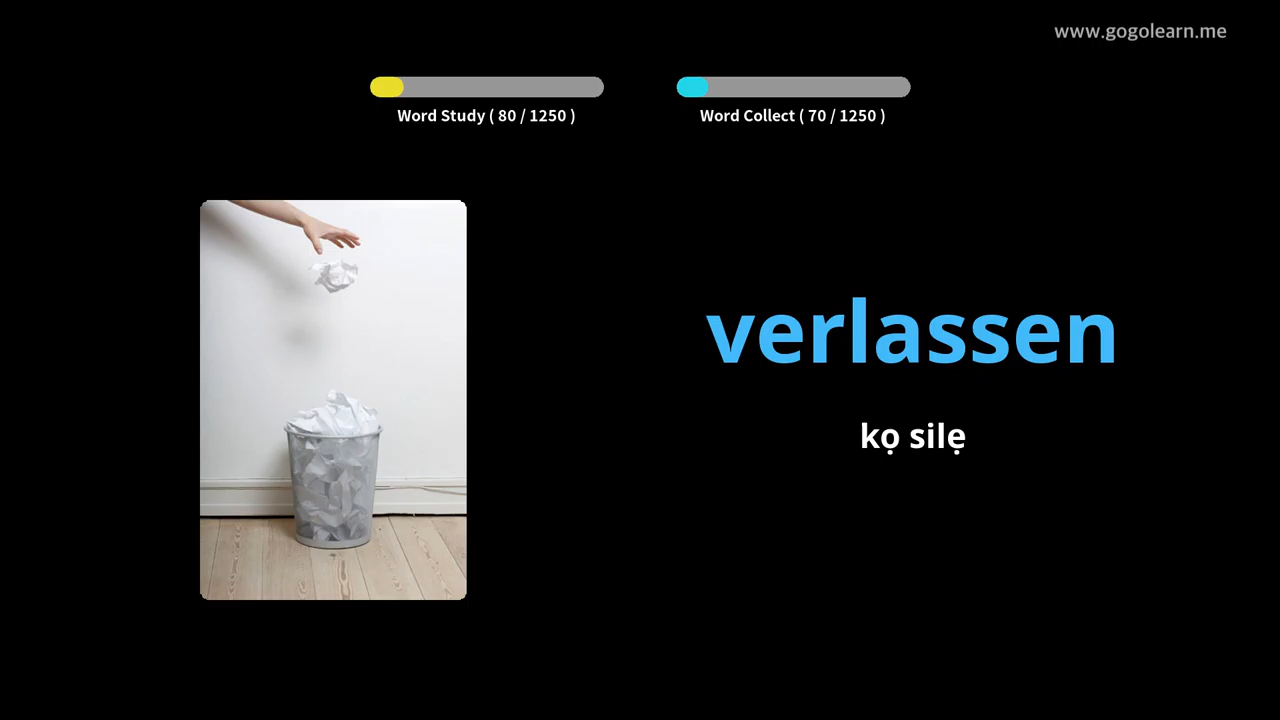 www.gogolearn.me
Word Study ( 80 / 1250 )
Word Collect ( 70 / 1250 )
verlassen
kọ silẹ